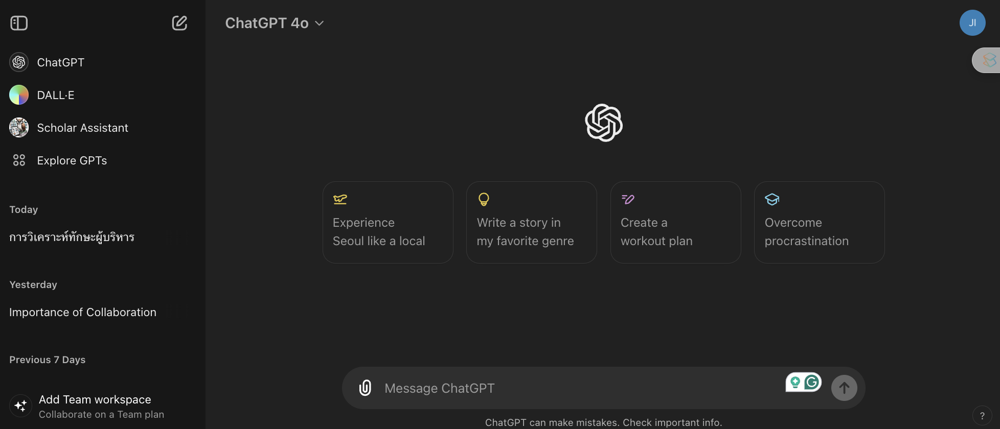 ChatGPT
DALL·E
Scholar Assistant
Explore GPTs
Today
การวิเคราะห์ทักษะผู้บริหาร
Yesterday
Importance of Collaboration
Previous 7 Days
Add Team workspace
Collaborate on a Team plan
ChatGPT 4o
JI
Experience
Seoul like a local
Write a story in
my favorite genre
Create a
workout plan
Overcome
procrastination
Message ChatGPT
ChatGPT can make mistakes. Check important info.
?